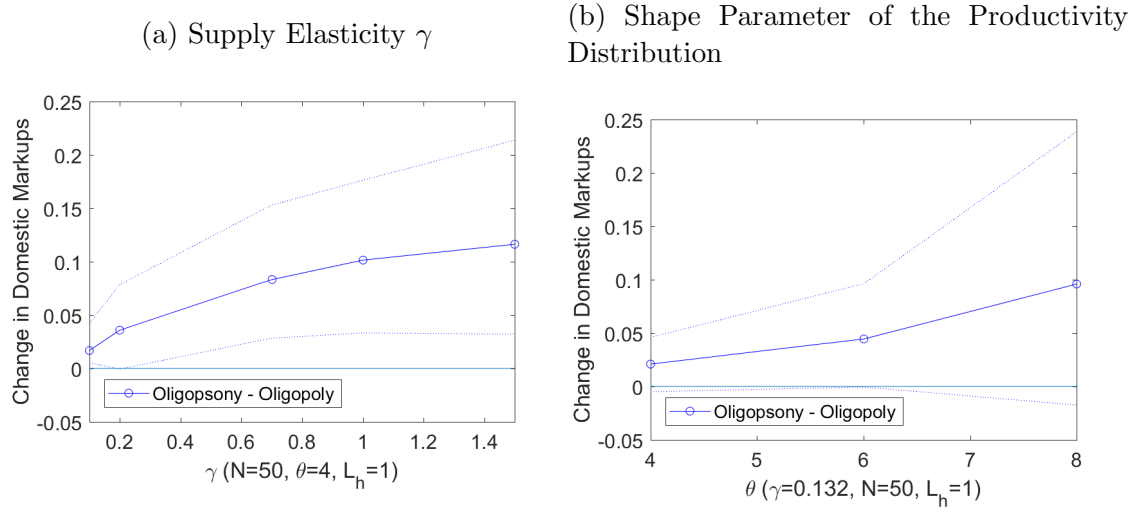 (a) Supply Elasticity γ
0.25
0.2
0.15
0.1
0.05
0
-0.05
Change in Domestic Markups
Oligopsony - Oligopoly
0.2 0.4 0.6 0.8 1 1.2 1.4
γ (N=50, θ=4, L_h=1)
(b) Shape Parameter of the Productivity
Distribution
0.25
0.2
0.15
0.1
0.05
0
-0.05
Change in Domestic Markups
Oligopsony - Oligopoly
4 5 6 7 8
θ (γ=0.132, N=50, L_h=1)